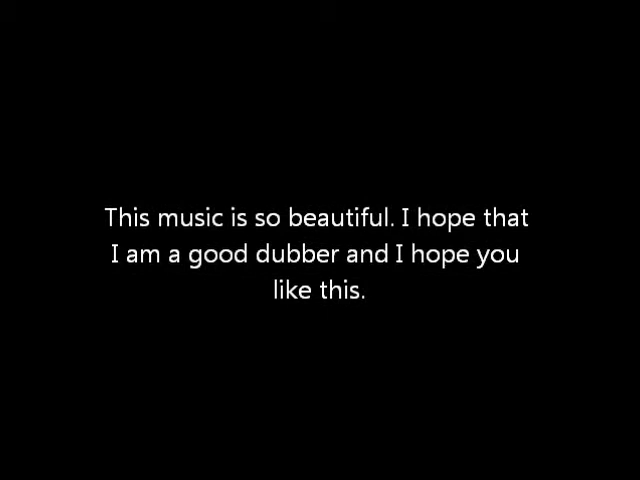 This music is so beautiful. I hope that
I am a good dubber and I hope you
like this.